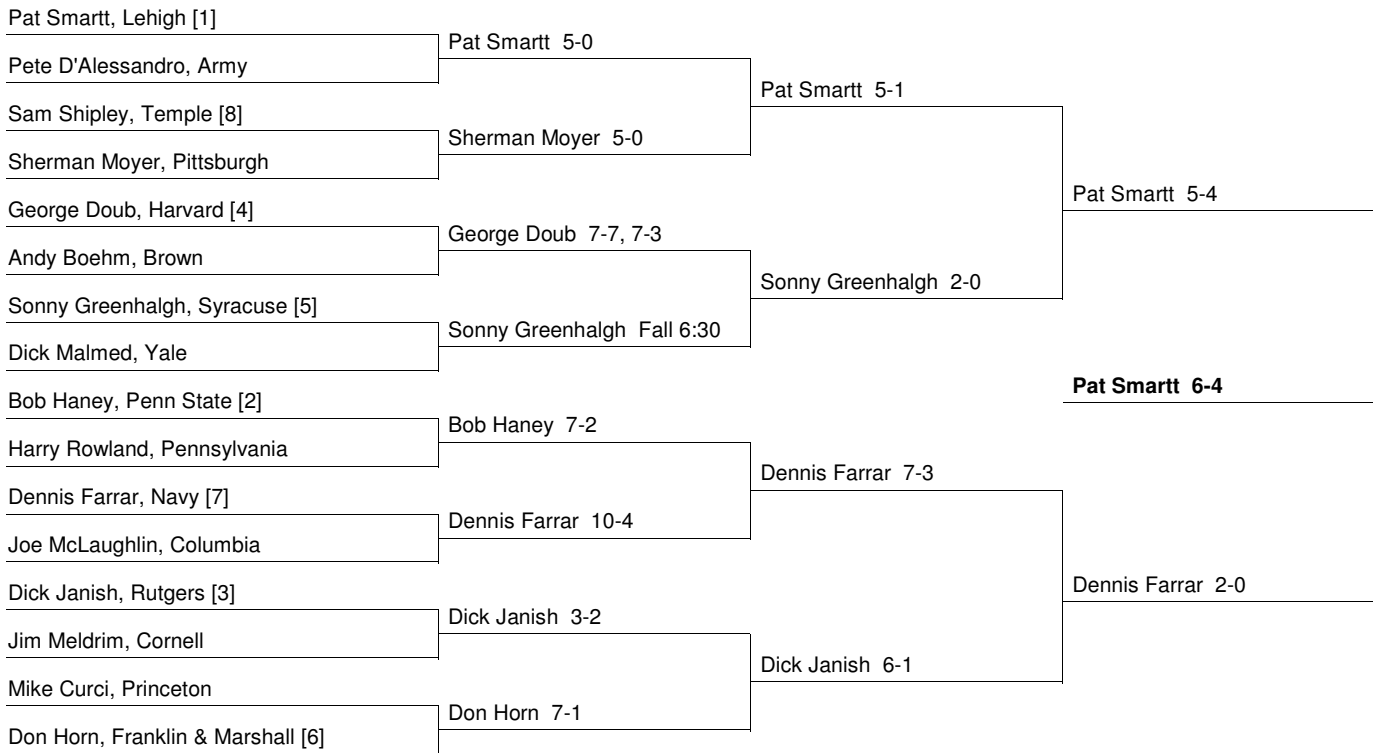 Pat Smartt, Lehigh [1]
Pat Smartt 5-0
Pete D'Alessandro, Army
Pat Smartt 5-1
Sam Shipley, Temple [8]
Sherman Moyer 5-0
Sherman Moyer, Pittsburgh
Pat Smartt 5-4
George Doub, Harvard [4]
George Doub 7-7, 7-3
Andy Boehm, Brown
Sonny Greenhalgh 2-0
Sonny Greenhalgh, Syracuse [5]
Sonny Greenhalgh Fall 6:30
Dick Malmed, Yale
Pat Smartt 6-4
Bob Haney, Penn State [2]
Bob Haney 7-2
Harry Rowland, Pennsylvania
Dennis Farrar 7-3
Dennis Farrar, Navy [7]
Dennis Farrar 10-4
Joe McLaughlin, Columbia
Dennis Farrar 2-0
Dick Janish, Rutgers [3]
Dick Janish 3-2
Jim Meldrim, Cornell
Dick Janish 6-1
Mike Curci, Princeton
Don Horn 7-1
Don Horn, Franklin & Marshall [6]